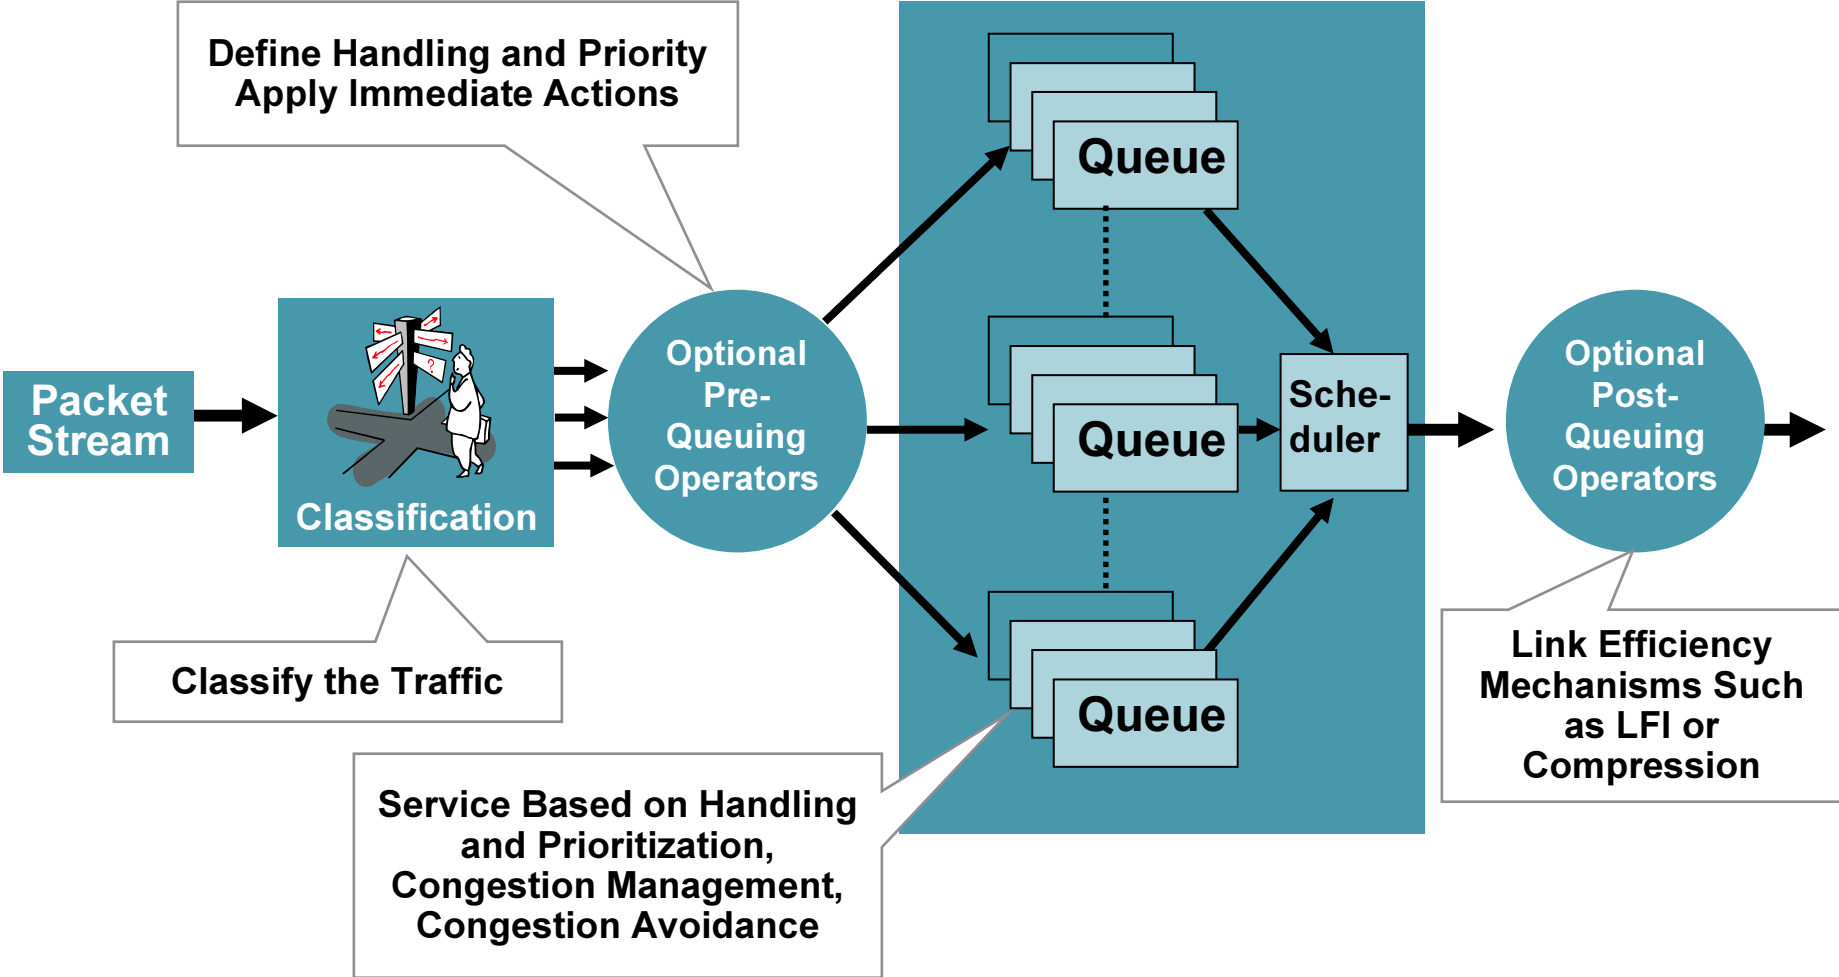 Define Handling and Priority
Apply Immediate Actions
Packet
Stream
?
Classification
Classify the Traffic
Optional
Pre-
Queuing
Operators
Queue
Queue
Queue
Sche-
duler
Service Based on Handling
and Prioritization,
Congestion Management,
Congestion Avoidance
Optional
Post-
Queuing
Operators
Link Efficiency
Mechanisms Such
as LFI or
Compression